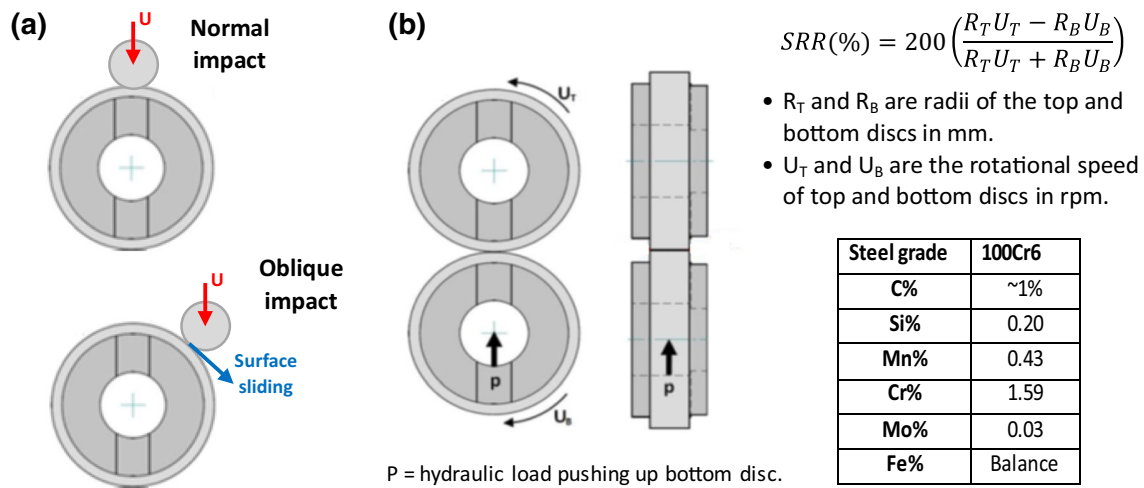 (a)
U
Normal
impact
U
Oblique
impact
Surface
sliding
(b)
U_T
P
U_B
P
P = hydraulic load pushing up bottom disc.
SRR(%) = 200 ( (R_T U_T − R_B U_B) / (R_T U_T + R_B U_B) )
• R_T and R_B are radii of the top and
bottom discs in mm.
• U_T and U_B are the rotational speed
of top and bottom discs in rpm.
Steel grade 100Cr6
C% ~1%
Si% 0.20
Mn% 0.43
Cr% 1.59
Mo% 0.03
Fe% Balance